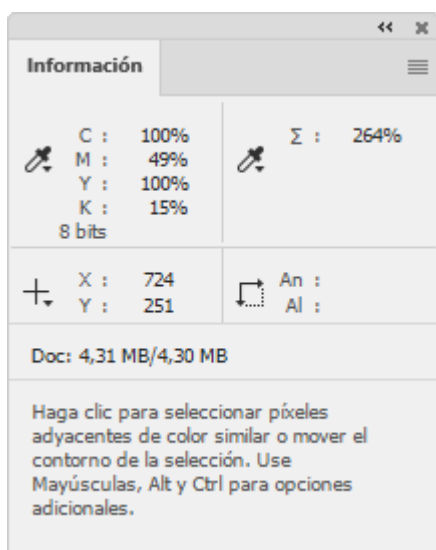 Información
C : 100%
M : 49%
Y : 100%
K : 15%
8 bits
Σ : 264%
X : 724
Y : 251
An :
Al :
Doc: 4,31 MB/4,30 MB
Haga clic para seleccionar píxeles
adyacentes de color similar o mover el
contorno de la selección. Use
Mayúsculas, Alt y Ctrl para opciones
adicionales.